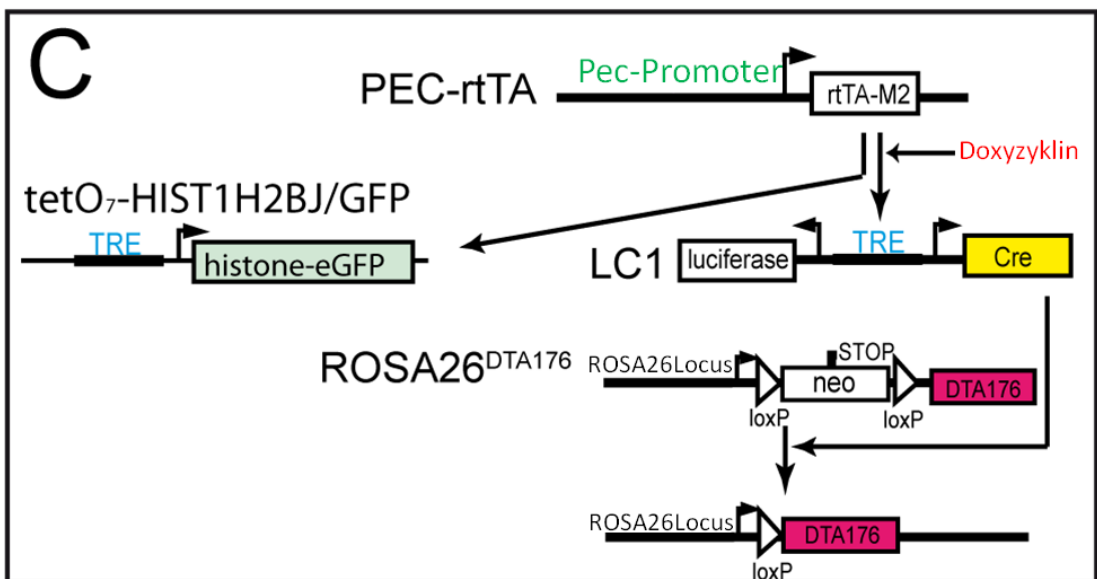 C
Pec-Promoter
PEC-rtTA
rtTA-M2
Doxyzyklin
tetO₇-HIST1H2BJ/GFP
TRE
histone-eGFP
LC1
luciferase
TRE
Cre
ROSA26ᴰᵀᴬ¹⁷⁶
ROSA26Locus
STOP
neo
DTA176
loxP
loxP
ROSA26Locus
DTA176
loxP